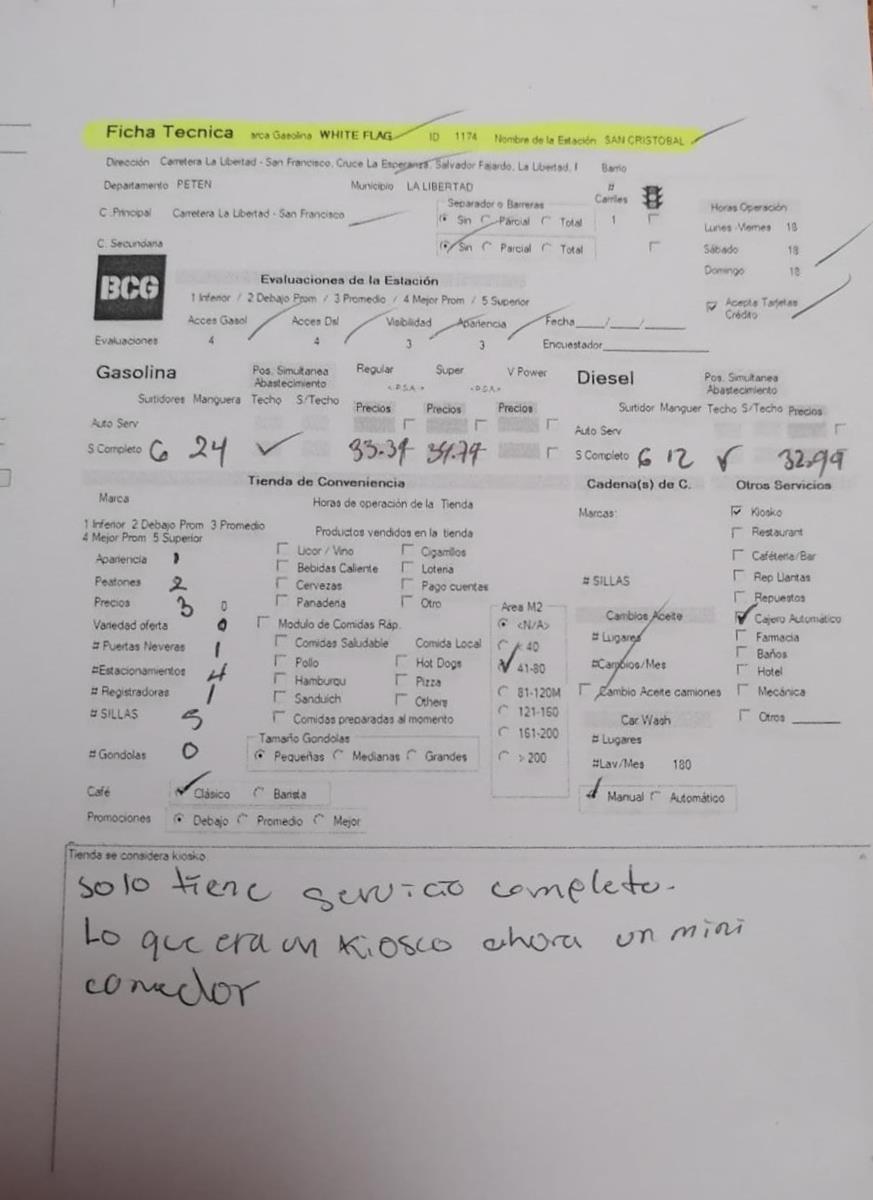 Ficha Tecnica arca Gasolina WHITE FLAG ID 1174 Nombre de la Estación SAN CRISTOBAL
Dirección Carretera La Libertad - San Francisco, Cruce La Esperanza, Salvador Fajardo, La Libertad, Barrio
Departamento PETEN Municipio LA LIBERTAD # Carriles
Separador o Barreras
C .Principal Carretera La Libertad - San Francisco Sin Parcial Total 1
C. Secundaria Sin Parcial Total
Horas Operación
Lunes -Viernes 18
Sábado 18
Domingo 18
Acepta Tarjetas Crédito
BCG
Evaluaciones de la Estación
1 Inferior / 2 Debajo Prom / 3 Promedio / 4 Mejor Prom / 5 Superior
Acces Gasol Acces Dsl Visibilidad Apariencia Fecha___/___/____
Evaluaciones 4 4 3 3 Encuestador
Gasolina Pos. Simultanea Abastecimiento Regular Super V Power
Surtidores Manguera Techo S/Techo Precios Precios Precios
Auto Serv
S Completo 6 24 ✓ 33.34 34.74
Diesel Pos. Simultanea Abastecimiento
Surtidor Manguer Techo S/Techo Precios
Auto Serv
S Completo 6 12 ✓ 32.94
Tienda de Conveniencia
Marca Horas de operación de la Tienda
1 Inferior 2 Debajo Prom 3 Promedio
4 Mejor Prom 5 Superior
Apariencia 1
Peatones 2
Precios 3 0
Variedad oferta 0
# Puertas Neveras 1
#Estacionamientos 4
# Registradoras 1
# SILLAS 5
# Gondolas 0
Productos vendidos en la tienda
Licor / Vino Cigarrillos
Bebidas Caliente Loteria
Cervezas Pago cuentas
Panaderia Otro
Modulo de Comidas Ráp.
Comidas Saludable Comida Local
Pollo Hot Dogs
Hamburqu Pizza
Sanduich Others
Comidas preparadas al momento
Tamaño Gondolas
Pequeñas Medianas Grandes
Area M2
<N/A>
< 40
41-80
81-120M
121-160
161-200
> 200
Café Clásico Barista
Promociones Debajo Promedio Mejor
Cadena(s) de C.
Marcas:
# SILLAS
Cambios Aceite
# Lugares
#Cambios/Mes
Cambio Aceite camiones
Car Wash
# Lugares
#Lav/Mes 180
Manual Automático
Otros Servicios
Kiosko
Restaurant
Cafétena/Bar
Rep Llantas
Repuestos
Cajero Automático
Farmacia
Baños
Hotel
Mecánica
Otros
Tienda se considera kiosko
Solo tiene servicio completo.
Lo que era un Kiosco ahora un mini
comedor